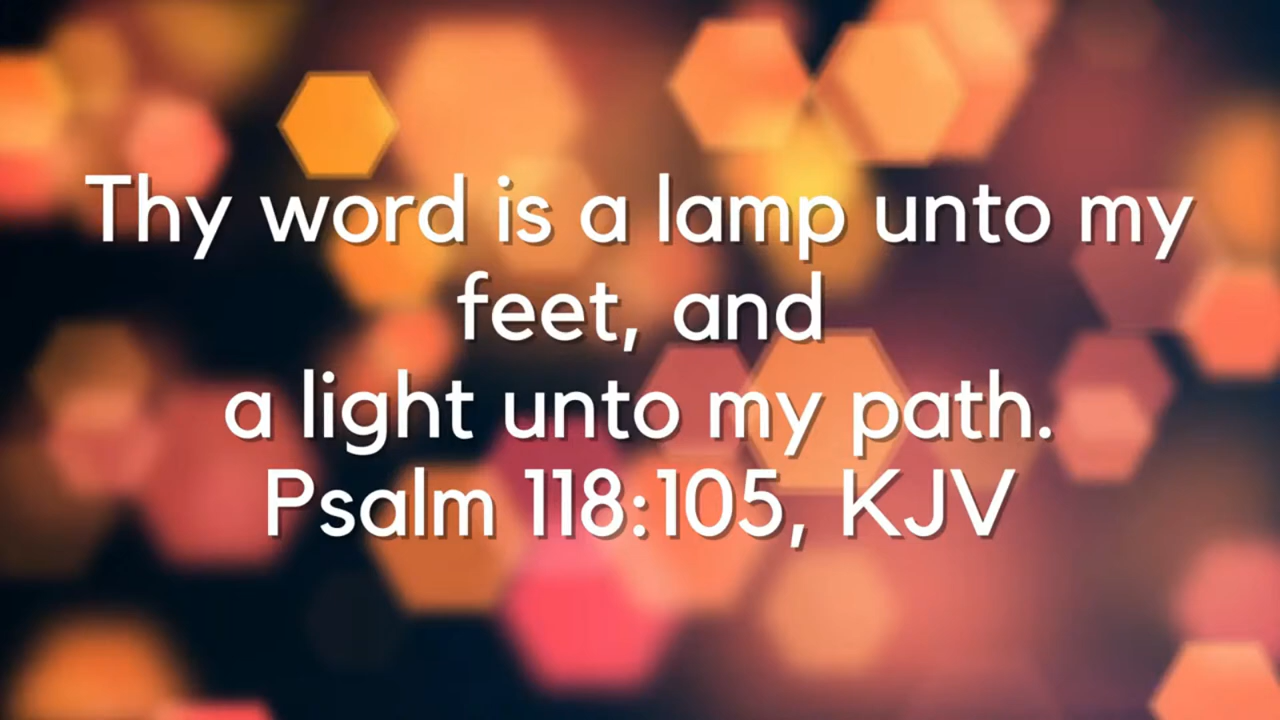 Thy word is a lamp unto my
feet, and
a light unto my path.
Psalm 118:105, KJV